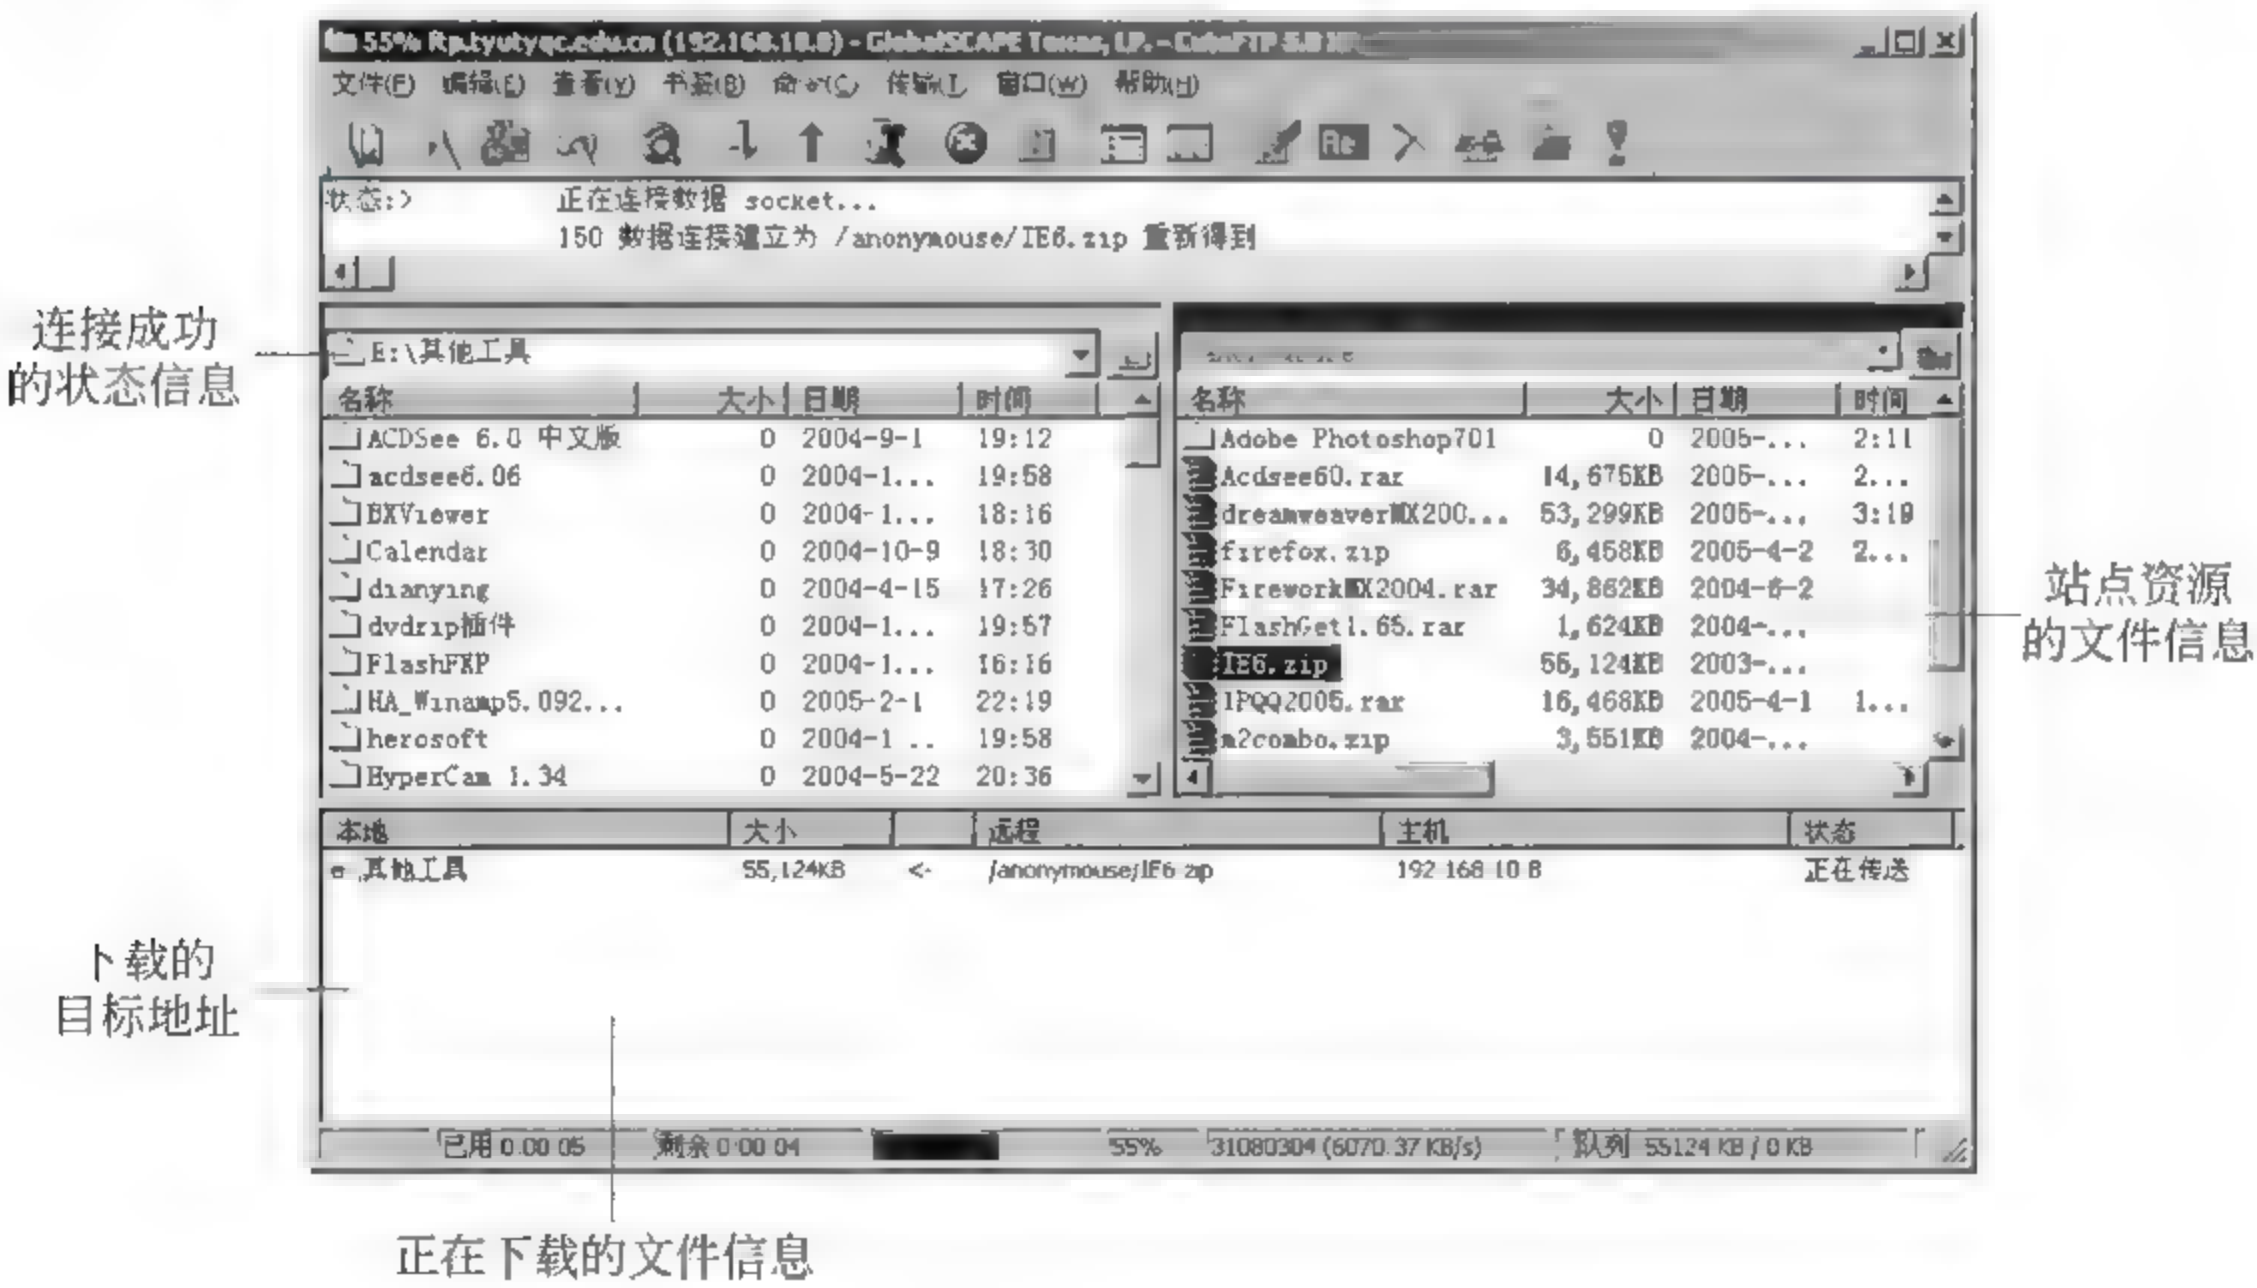 55% ftp.tyutyqc.edu.cn (192.168.10.8) - GlobalSCAPE Texas, LP. - CuteFTP 5.0 XP
文件(F) 编辑(E) 查看(V) 书签(B) 命令(C) 传输(T) 窗口(W) 帮助(H)
状态:> 正在连接数据 socket...
150 数据连接建立为 /anonymouse/IE6.zip 重新得到
连接成功
的状态信息
E:\其他工具
名称 大小 日期 时间
ACDSee 6.0 中文版 0 2004-9-1 19:12
acdsee6.06 0 2004-1... 19:58
BXViewer 0 2004-1... 18:16
Calendar 0 2004-10-9 18:30
dianying 0 2004-4-15 17:26
dvdrip插件 0 2004-1... 19:57
FlashFXP 0 2004-1... 16:16
HA_Winamp5.092... 0 2005-2-1 22:19
herosoft 0 2004-1 .. 19:58
HyperCam 1.34 0 2004-5-22 20:36
名称 大小 日期 时间
Adobe Photoshop701 0 2005-... 2:11
Acdsee60.rar 14,675KB 2005-... 2...
dreamweaverMX200... 53,299KB 2005-... 3:19
firefox.zip 6,458KB 2005-4-2 2...
FireworkMX2004.rar 34,862KB 2004-6-2
FlashGet1.65.rar 1,624KB 2004-...
IE6.zip 55,124KB 2003-...
IPQQ2005.rar 16,468KB 2005-4-1 1...
m2combo.zip 3,551KB 2004-...
站点资源
的文件信息
本地 大小 远程 主机 状态
其他工具 55,124KB <- /anonymouse/IE6.zip 192.168.10.8 正在传送
下载的
目标地址
已用 0:00:05 剩余 0:00:04 55% 31080304 (6070.37 KB/s) 队列 55124 KB / 0 KB
正在下载的文件信息